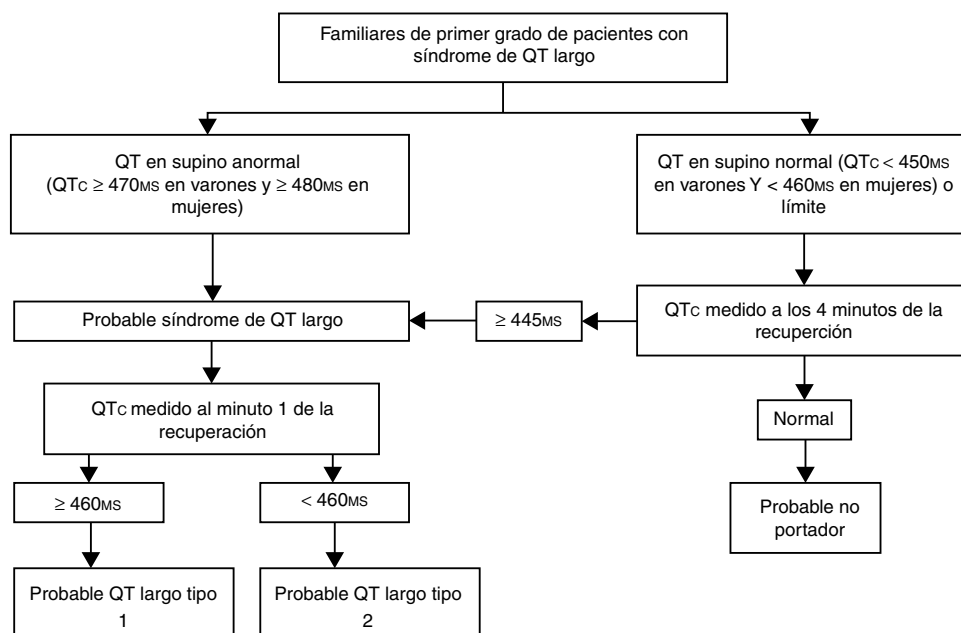 Familiares de primer grado de pacientes con
síndrome de QT largo
QT en supino anormal
(QTC ≥ 470MS en varones y ≥ 480MS en
mujeres)
QT en supino normal (QTC < 450MS
en varones Y < 460MS en mujeres) o
límite
Probable síndrome de QT largo
≥ 445MS
QTC medido a los 4 minutos de la
recuperción
QTC medido al minuto 1 de la
recuperación
Normal
≥ 460MS
< 460MS
Probable no
portador
Probable QT largo tipo
1
Probable QT largo tipo
2